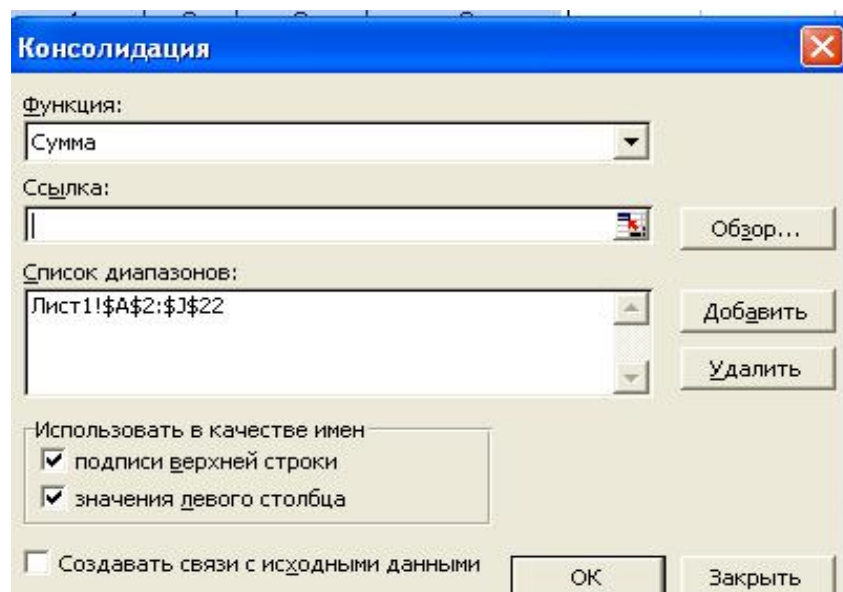 Консолидация
Функция:
Сумма
Ссылка:
Обзор...
Список диапазонов:
Лист1!$A$2:$J$22
Добавить
Удалить
Использовать в качестве имен
подписи верхней строки
значения левого столбца
Создавать связи с исходными данными
OK
Закрыть